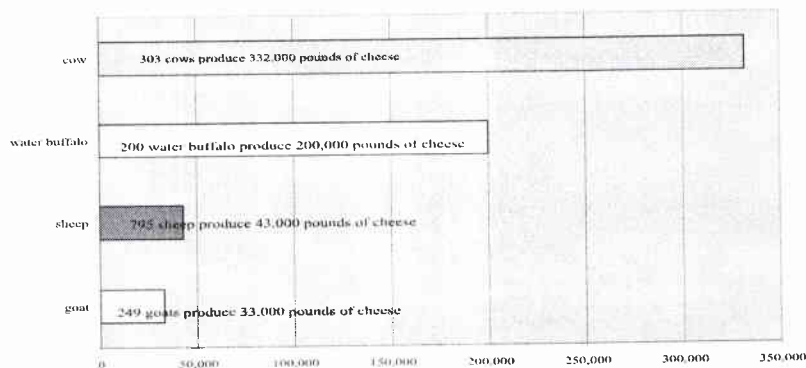 cow
303 cows produce 332,000 pounds of cheese
water buffalo
200 water buffalo produce 200,000 pounds of cheese
sheep
795 sheep produce 43,000 pounds of cheese
goat
249 goats produce 33,000 pounds of cheese
0 50,000 100,000 150,000 200,000 250,000 300,000 350,000